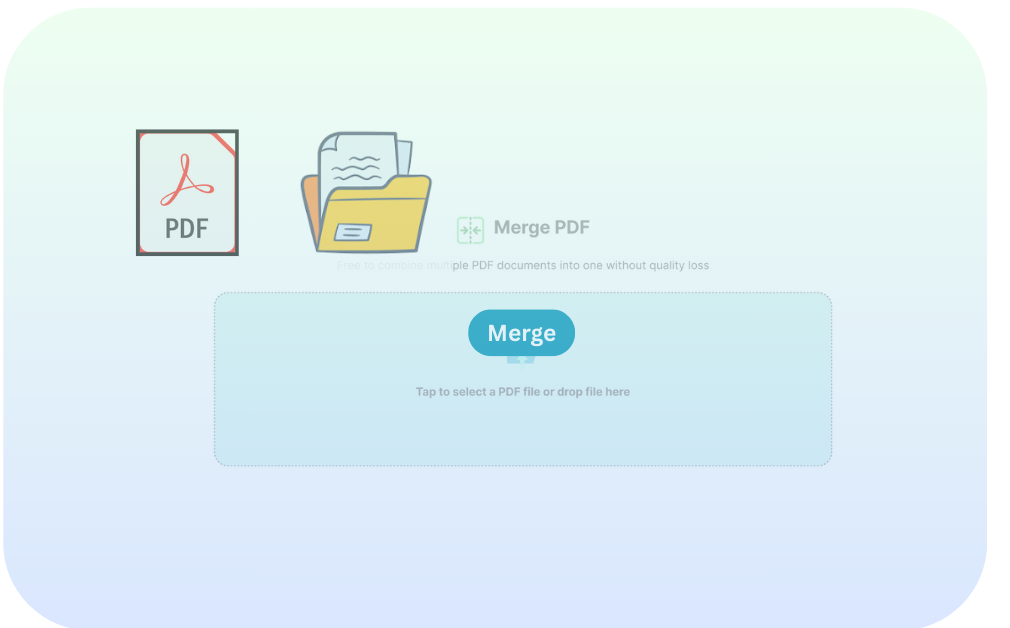 PDF
Merge PDF
Free to combine multiple PDF documents into one without quality loss
Merge
Tap to select a PDF file or drop file here